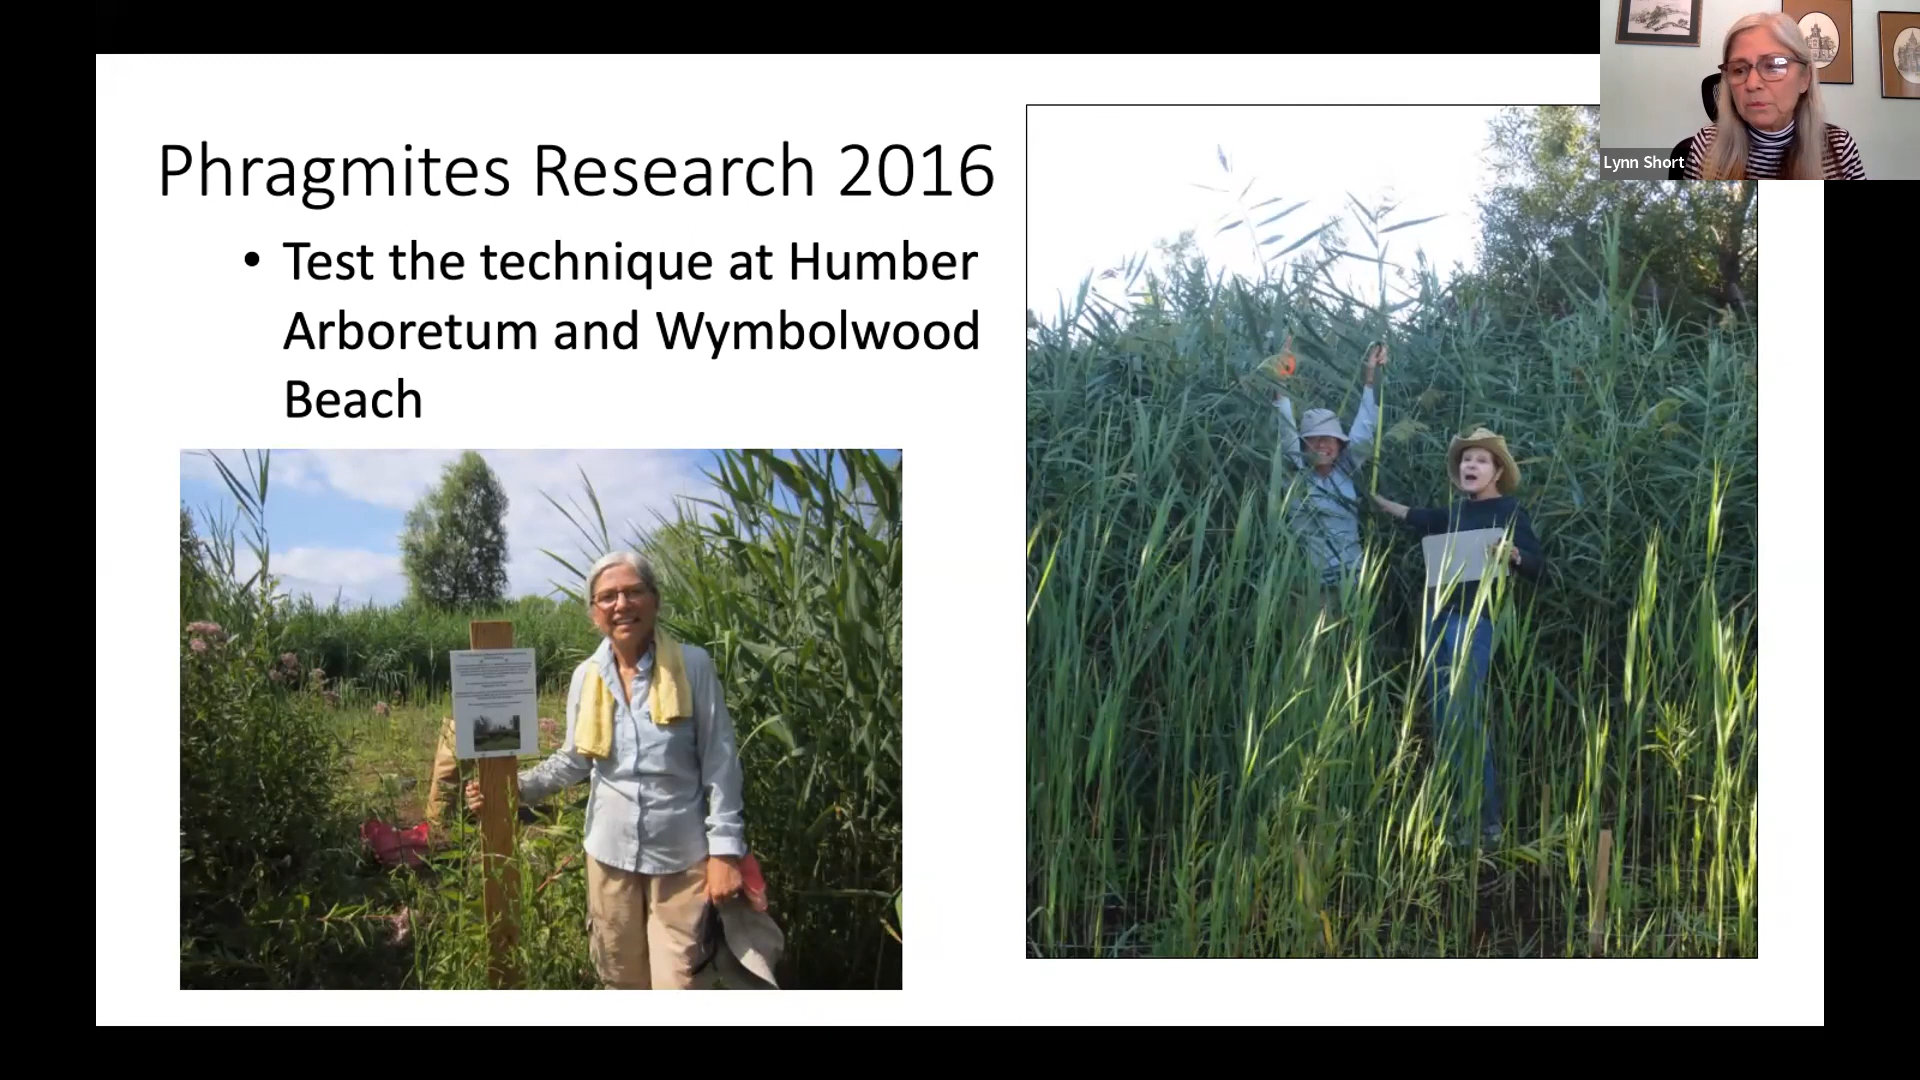 Phragmites Research 2016
• Test the technique at Humber
Arboretum and Wymbolwood
Beach
Lynn Short